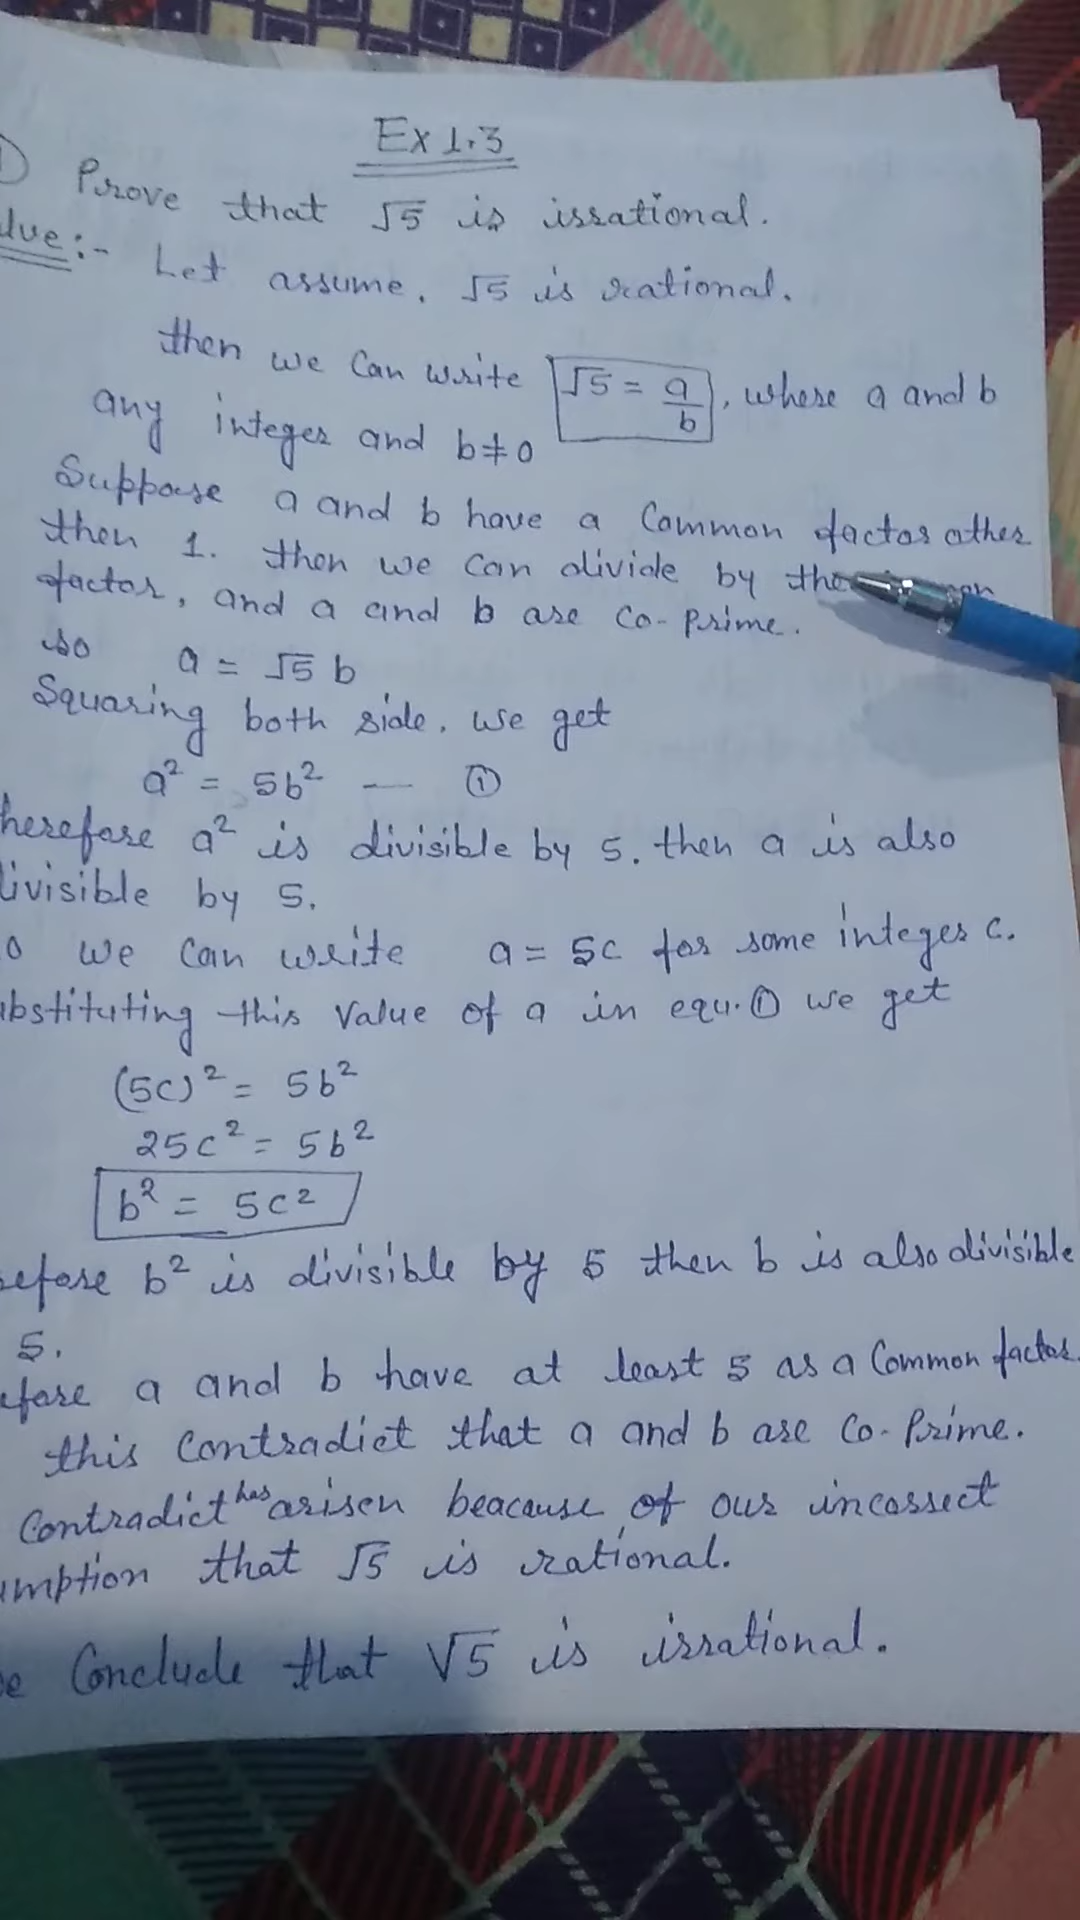 Ex 1.3
Prove that √5 is issational.
lve:- Let assume, √5 is rational.
then we Can write √5 = a/b, where a and b
any integer and b≠0
Suppose a and b have a Common factor other
then 1. then we can divide by the
factor, and a and b are Co-prime.
so a = √5 b
Squaring both side, we get
a² = 5b² — ①
herefore a² is divisible by 5. then a is also
ivisible by 5.
o we can write a = 5c for some integer c.
ubstituting this value of a in equ.① we get
(5c)² = 5b²
25c² = 5b²
b² = 5c²
refore b² is divisible by 5 then b is also divisible
5.
efore a and b have at least 5 as a Common factor.
this Contradict that a and b are Co-Prime.
Contradict has arisen beacause of our incorrect
umption that √5 is rational.
e Conclude that √5 is irrational.